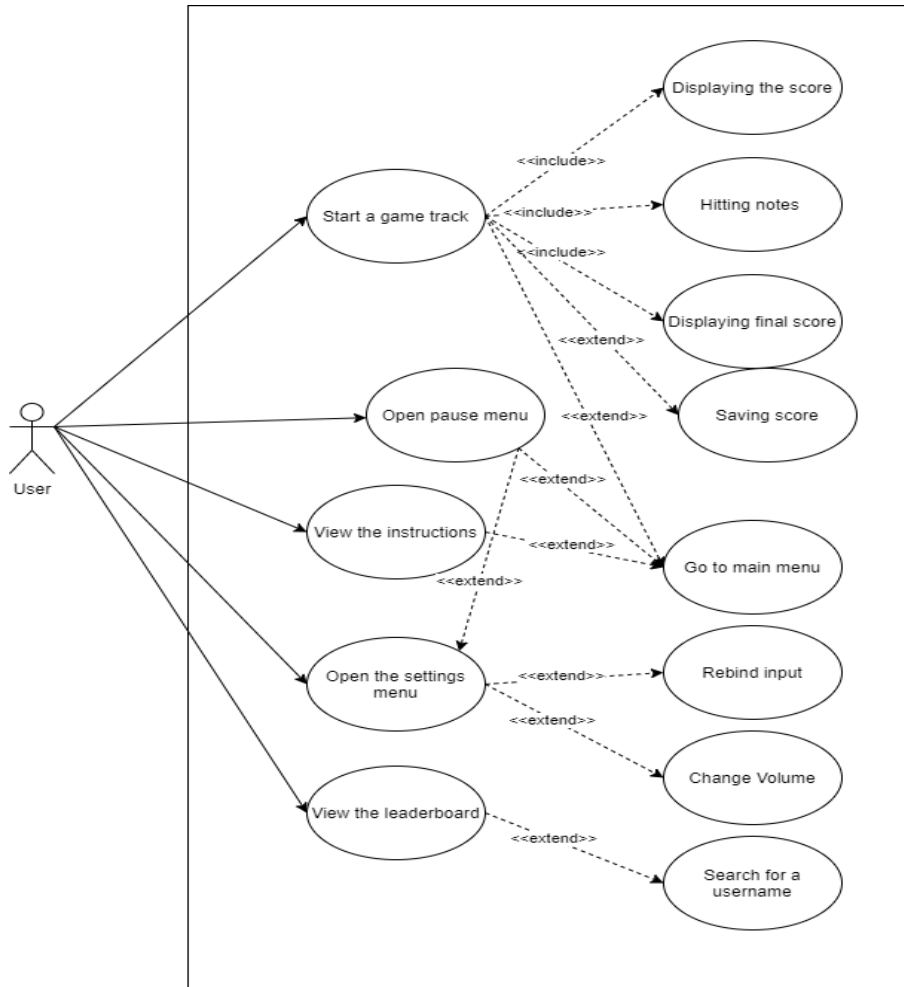 Displaying the score
<<include>>
Start a game track
<<include>>
Hitting notes
<<include>>
Displaying final score
<<extend>>
Open pause menu
<<extend>>
Saving score
User
<<extend>>
View the instructions
<<extend>>
Go to main menu
<<extend>>
Open the settings
menu
<<extend>>
Rebind input
<<extend>>
Change Volume
View the leaderboard
<<extend>>
Search for a
username